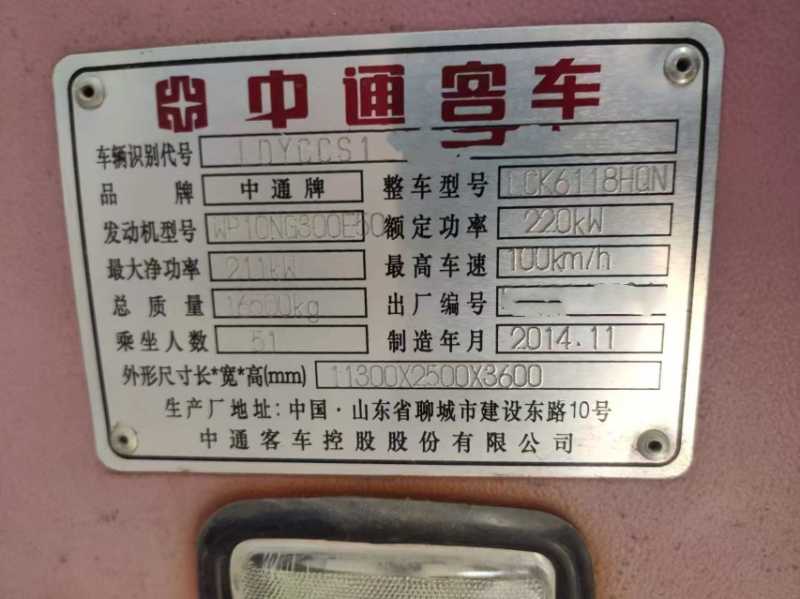 中通客车
车辆识别代号 LDYCCS1
品牌 中通牌 整车型号 LCK6118HQN
发动机型号 WP10NG300E50 额定功率 220kW
最大净功率 211kW 最高车速 100km/h
总质量 16500kg 出厂编号
乘坐人数 51 制造年月 2014.11
外形尺寸长*宽*高(mm) 11300X2500X3600
生产厂地址:中国·山东省聊城市建设东路10号
中通客车控股股份有限公司